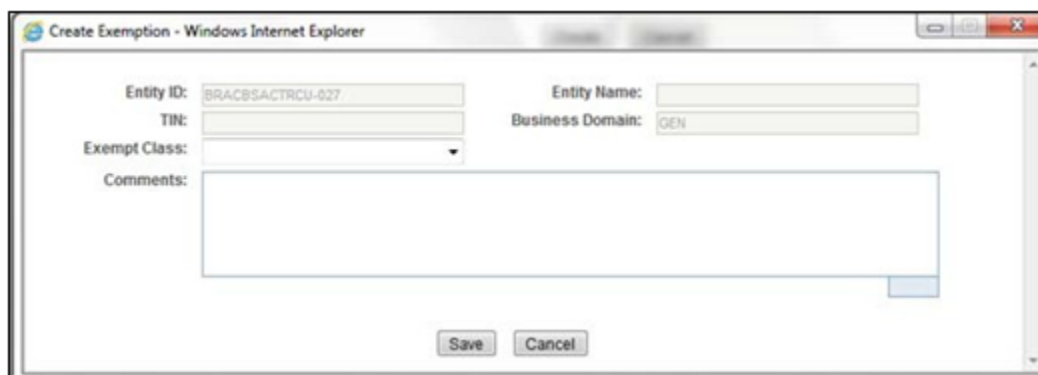 Create Exemption - Windows Internet Explorer
Entity ID: BRACBSACTRCU-027 Entity Name:
TIN: Business Domain: GEN
Exempt Class:
Comments:
Save Cancel